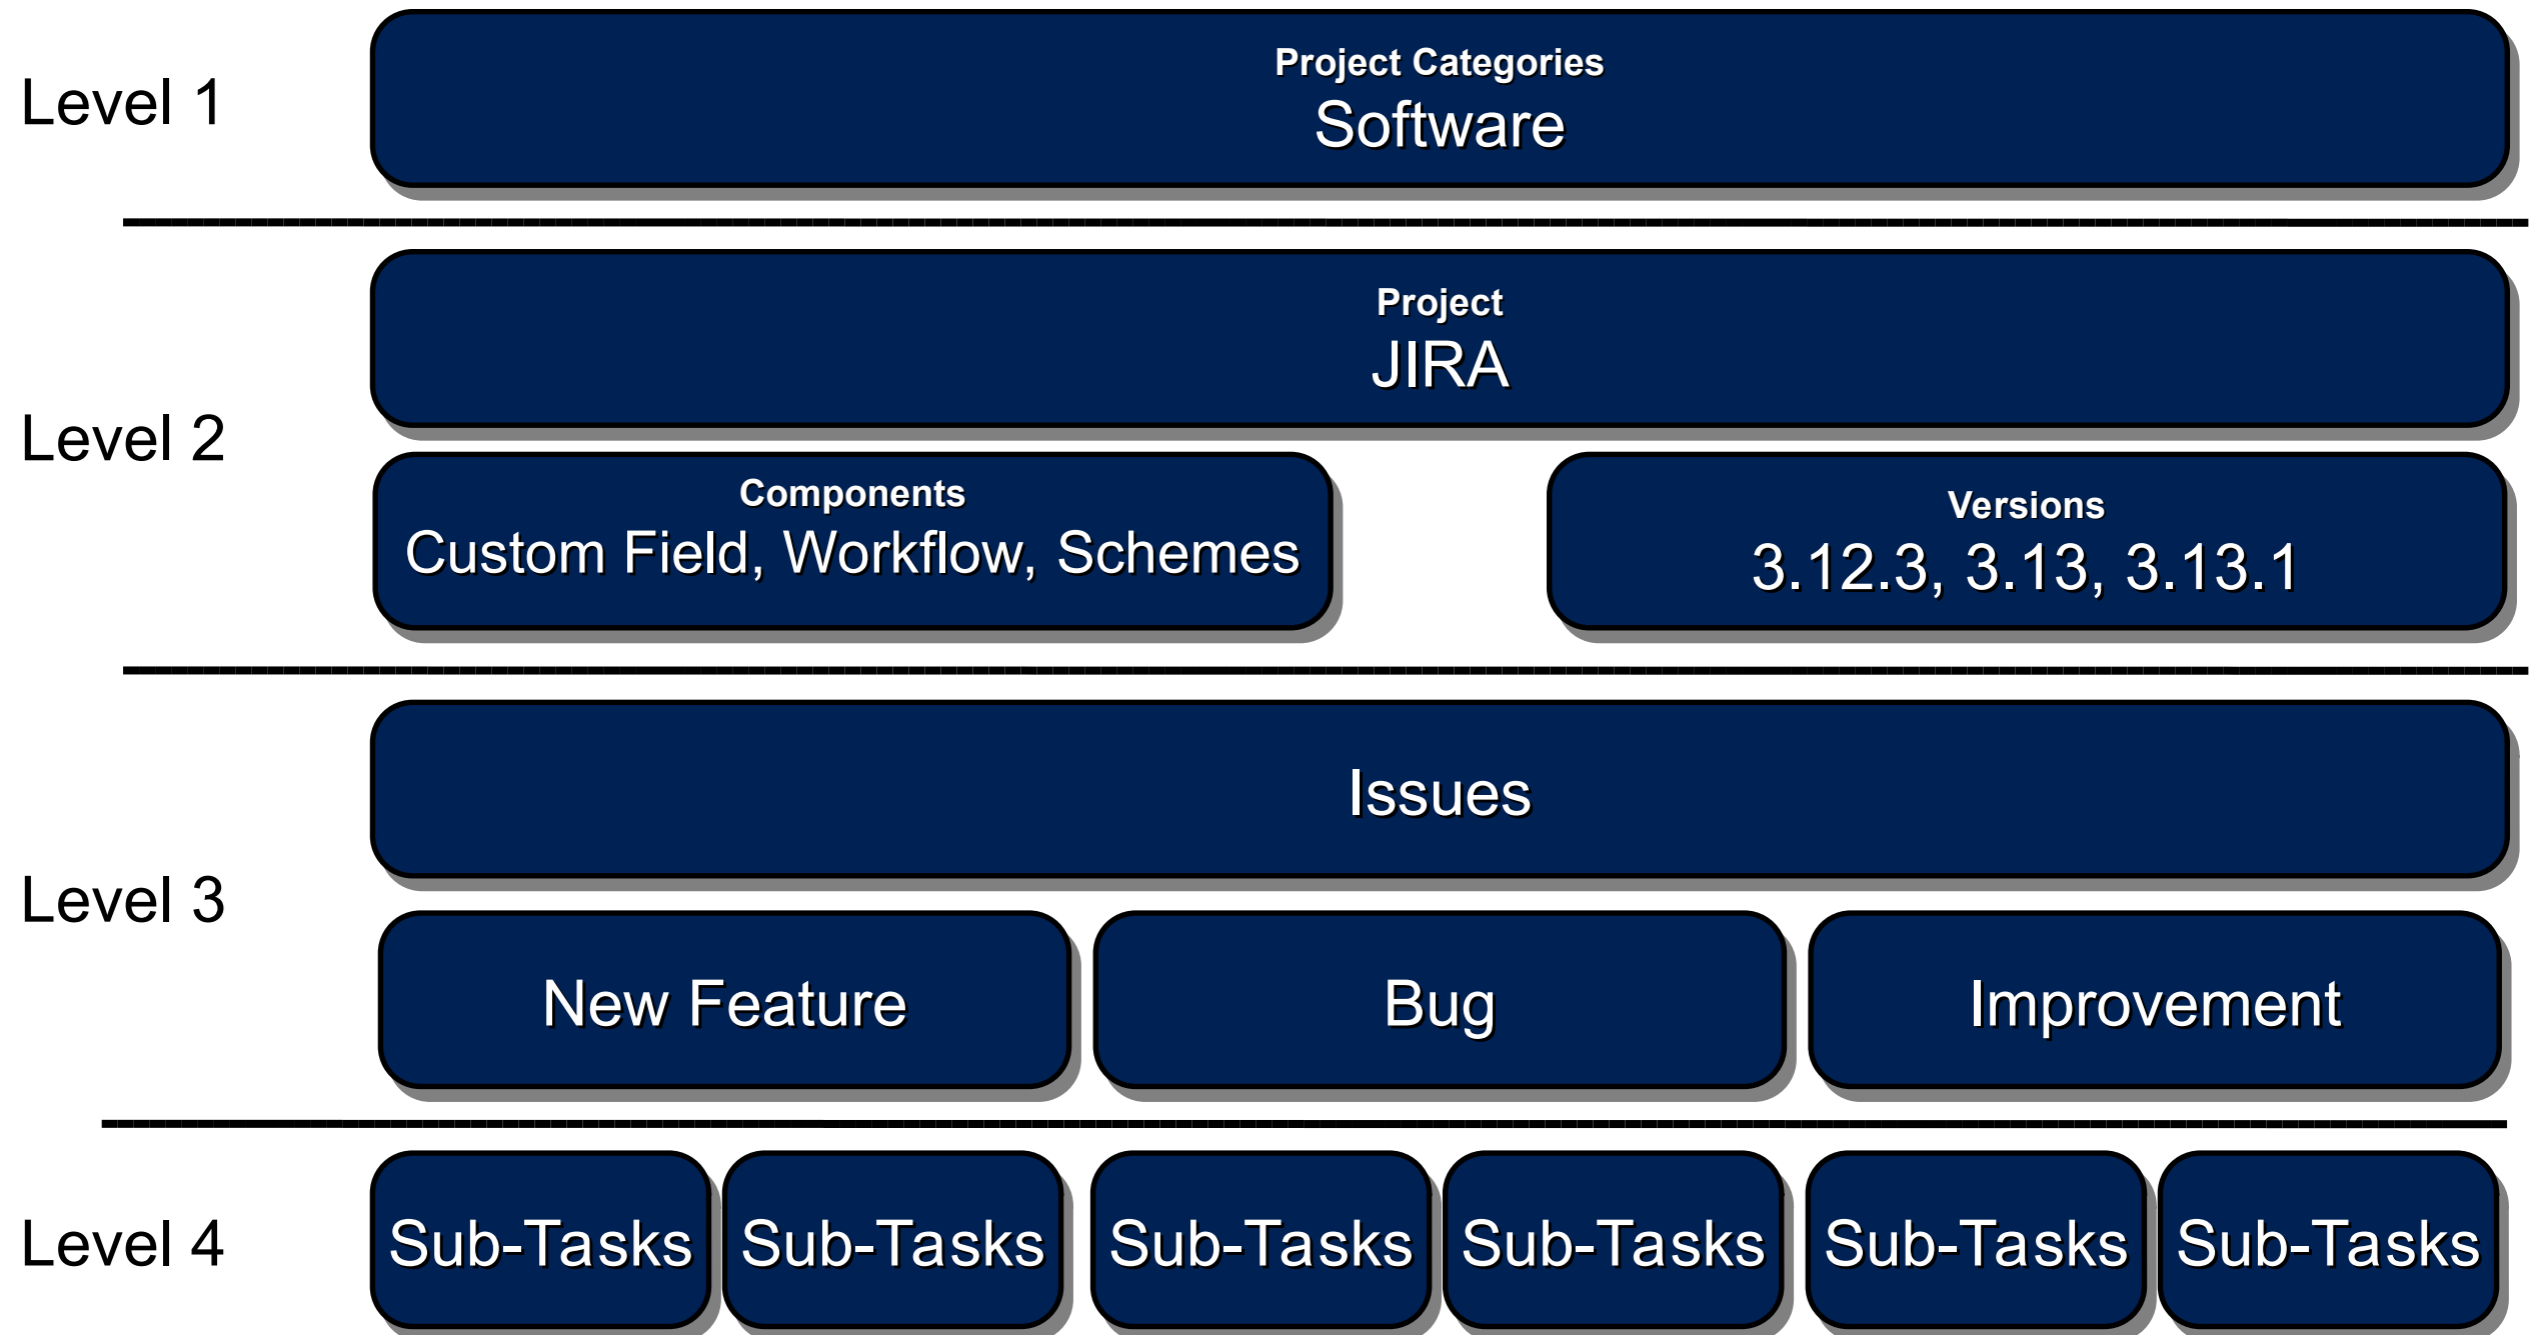 Level 1
Project Categories
Software
Level 2
Project
JIRA
Components
Custom Field, Workflow, Schemes
Versions
3.12.3, 3.13, 3.13.1
Level 3
Issues
New Feature
Bug
Improvement
Level 4
Sub-Tasks
Sub-Tasks
Sub-Tasks
Sub-Tasks
Sub-Tasks
Sub-Tasks